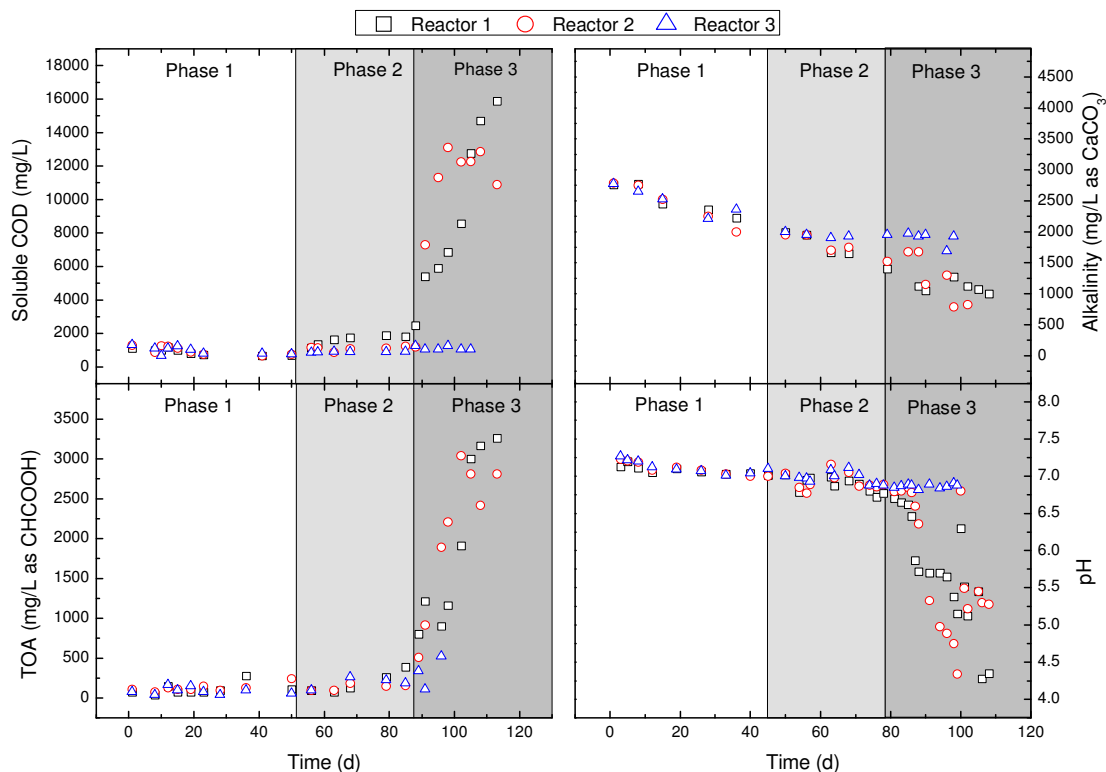 Reactor 1 Reactor 2 Reactor 3
Phase 1 Phase 2 Phase 3
18000
16000
14000
12000
10000
8000
6000
4000
2000
0
Soluble COD (mg/L)
Phase 1 Phase 2 Phase 3
4500
4000
3500
3000
2500
2000
1500
1000
500
0
Alkalinity (mg/L as CaCO3)
Phase 1 Phase 2 Phase 3
3500
3000
2500
2000
1500
1000
500
0
TOA (mg/L as CHCOOH)
0 20 40 60 80 100 120
Time (d)
Phase 1 Phase 2 Phase 3
8.0
7.5
7.0
6.5
6.0
5.5
5.0
4.5
4.0
pH
0 20 40 60 80 100 120
Time (d)